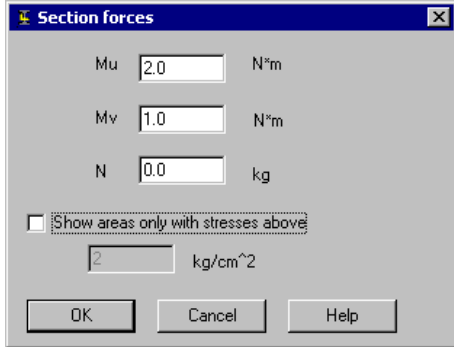 Section forces
Mu 2.0 N*m
Mv 1.0 N*m
N 0.0 kg
Show areas only with stresses above
2 kg/cm^2
OK Cancel Help